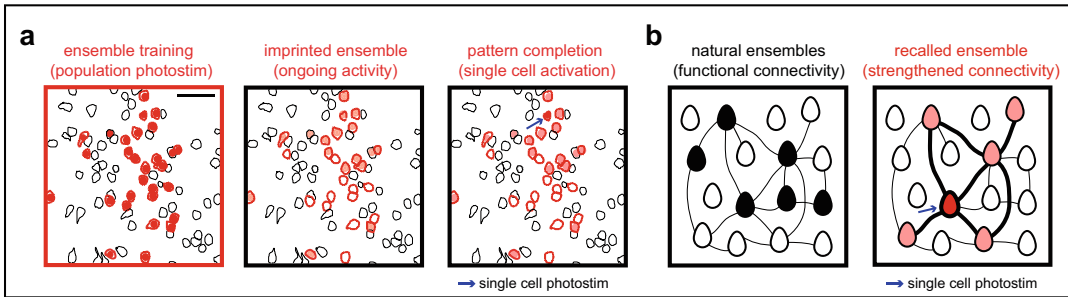 a
ensemble training
(population photostim)
imprinted ensemble
(ongoing activity)
pattern completion
(single cell activation)
single cell photostim
b
natural ensembles
(functional connectivity)
recalled ensemble
(strengthened connectivity)
single cell photostim